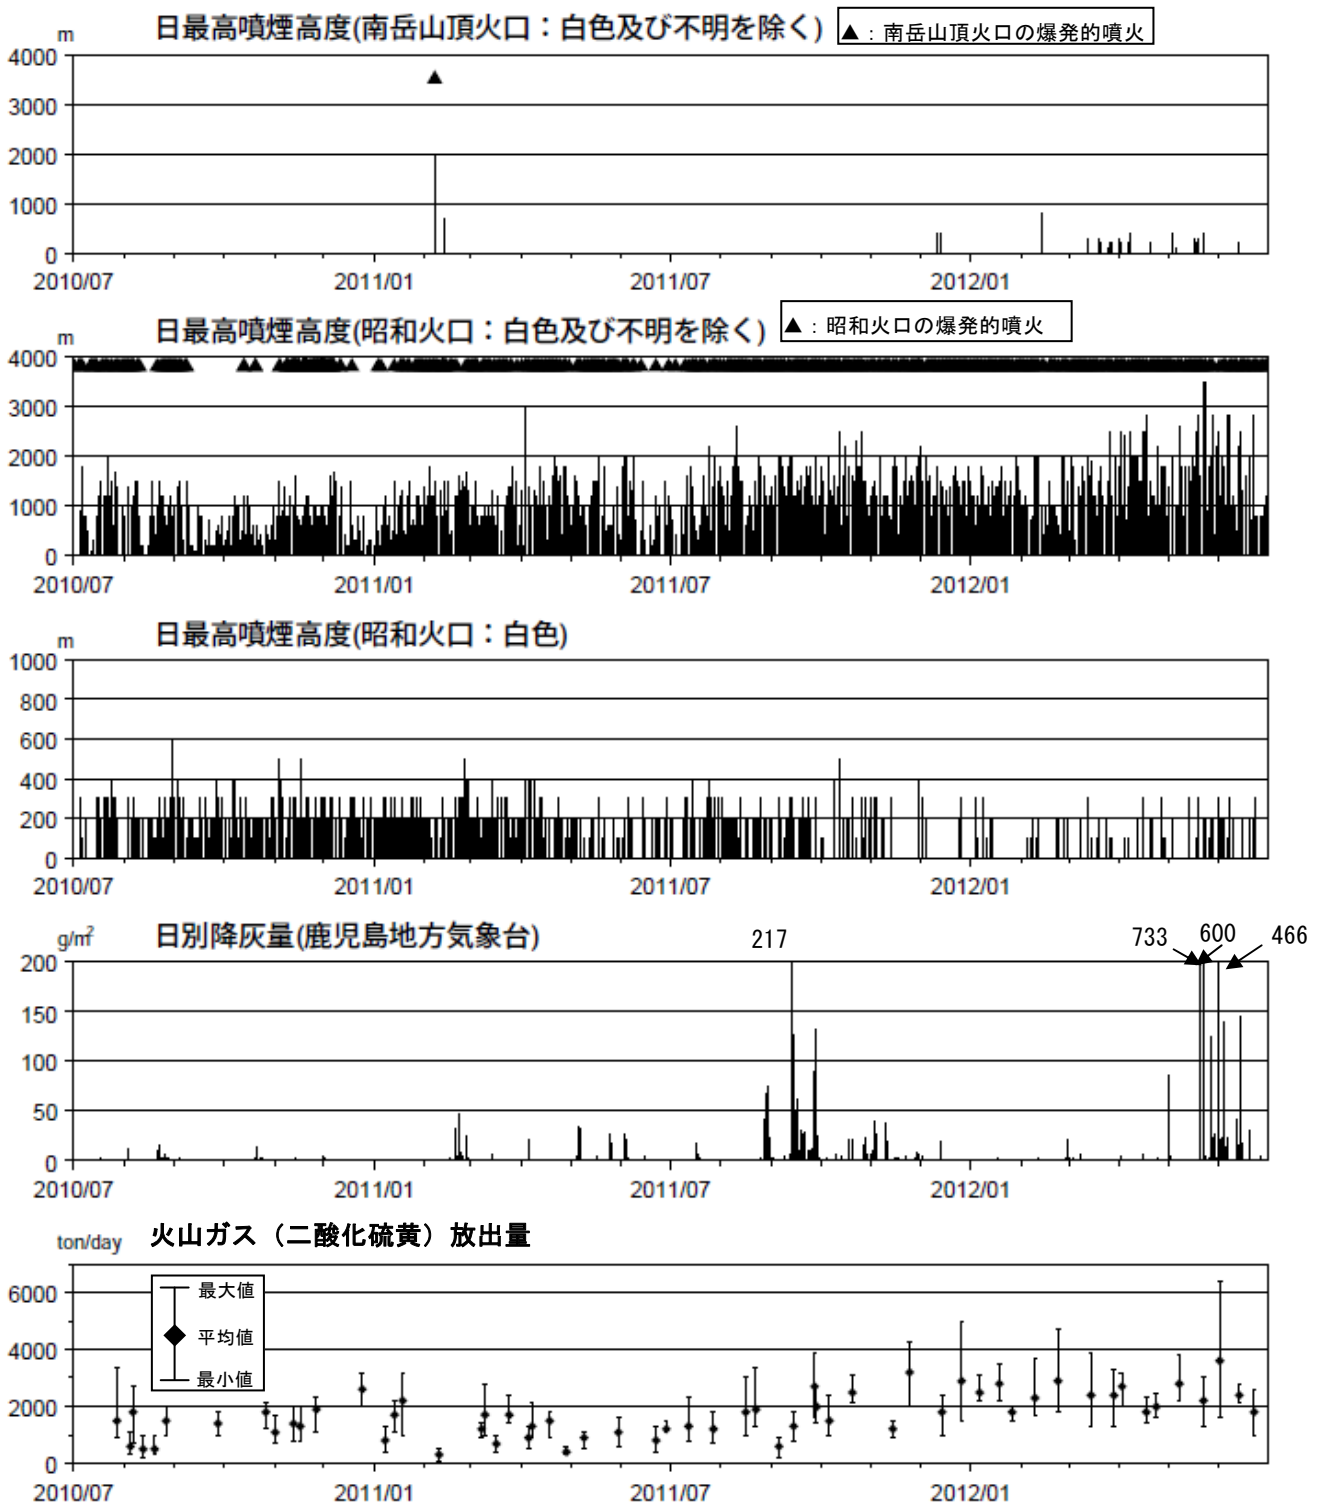 日最高噴煙高度(南岳山頂火口：白色及び不明を除く)
▲：南岳山頂火口の爆発的噴火
m
4000
3000
2000
1000
0
2010/07 2011/01 2011/07 2012/01
日最高噴煙高度(昭和火口：白色及び不明を除く)
▲：昭和火口の爆発的噴火
m
4000
3000
2000
1000
0
2010/07 2011/01 2011/07 2012/01
日最高噴煙高度(昭和火口：白色)
m
1000
800
600
400
200
0
2010/07 2011/01 2011/07 2012/01
日別降灰量(鹿児島地方気象台)
g/㎡
217 733 600 466
200
150
100
50
0
2010/07 2011/01 2011/07 2012/01
火山ガス（二酸化硫黄）放出量
ton/day
最大値
平均値
最小値
6000
4000
2000
0
2010/07 2011/01 2011/07 2012/01